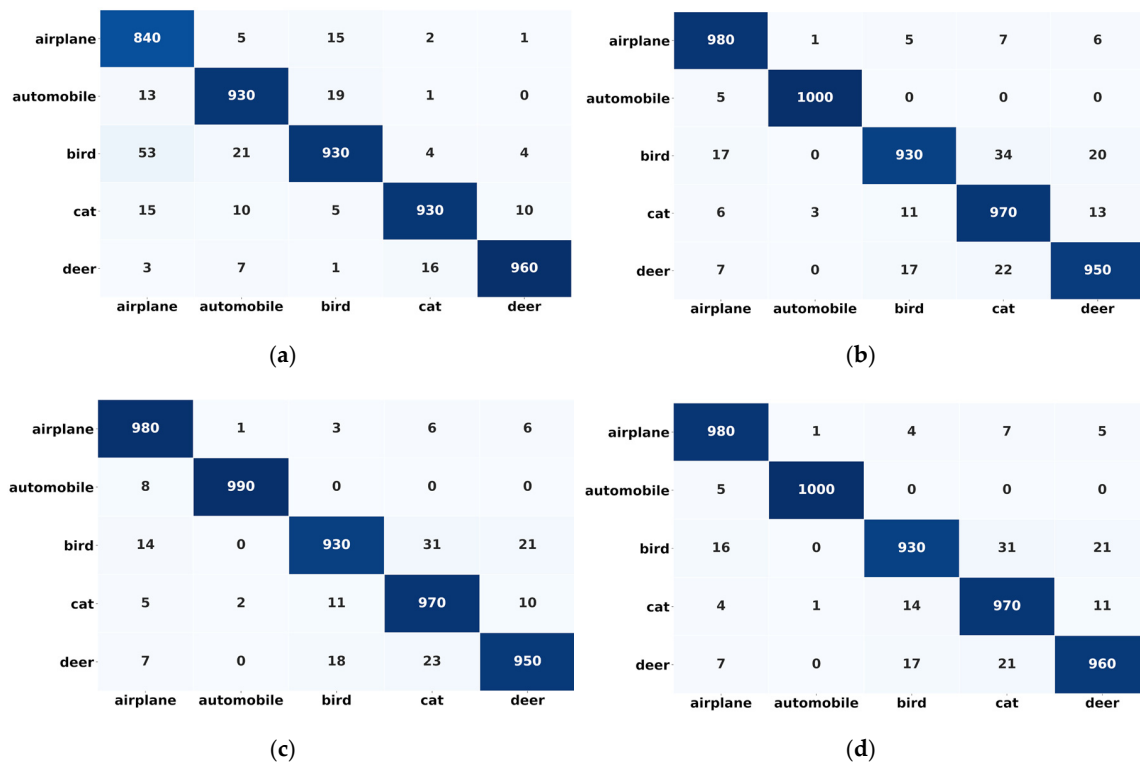 airplane 840 5 15 2 1
automobile 13 930 19 1 0
bird 53 21 930 4 4
cat 15 10 5 930 10
deer 3 7 1 16 960
airplane automobile bird cat deer
(a)
airplane 980 1 5 7 6
automobile 5 1000 0 0 0
bird 17 0 930 34 20
cat 6 3 11 970 13
deer 7 0 17 22 950
airplane automobile bird cat deer
(b)
airplane 980 1 3 6 6
automobile 8 990 0 0 0
bird 14 0 930 31 21
cat 5 2 11 970 10
deer 7 0 18 23 950
airplane automobile bird cat deer
(c)
airplane 980 1 4 7 5
automobile 5 1000 0 0 0
bird 16 0 930 31 21
cat 4 1 14 970 11
deer 7 0 17 21 960
airplane automobile bird cat deer
(d)